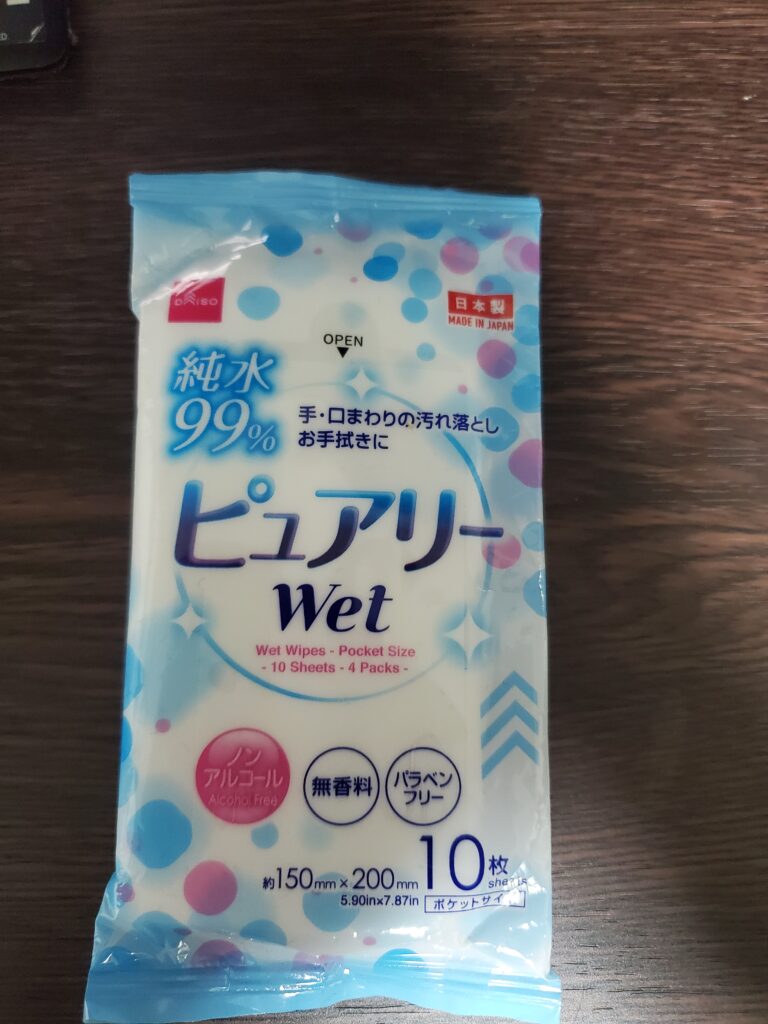 DAISO
日本製
MADE IN JAPAN
OPEN
純水
99%
手・口まわりの汚れ落とし
お手拭きに
ピュアリー
Wet
Wet Wipes - Pocket Size
- 10 Sheets - 4 Packs -
ノン
アルコール
Alcohol Free
無香料
パラベン
フリー
約150mm×200mm
5.90in×7.87in
10枚
sheets
ポケットサイズ